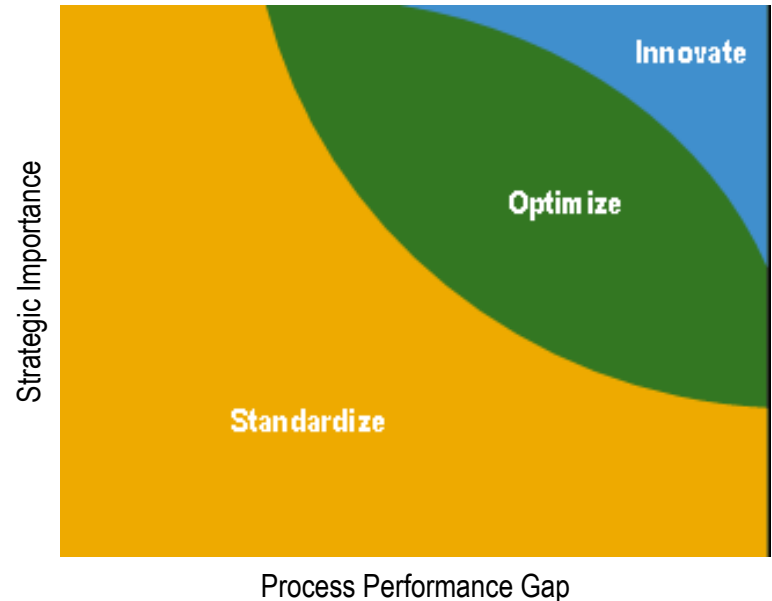 Innovate
Optimize
Strategic Importance
Standardize
Process Performance Gap